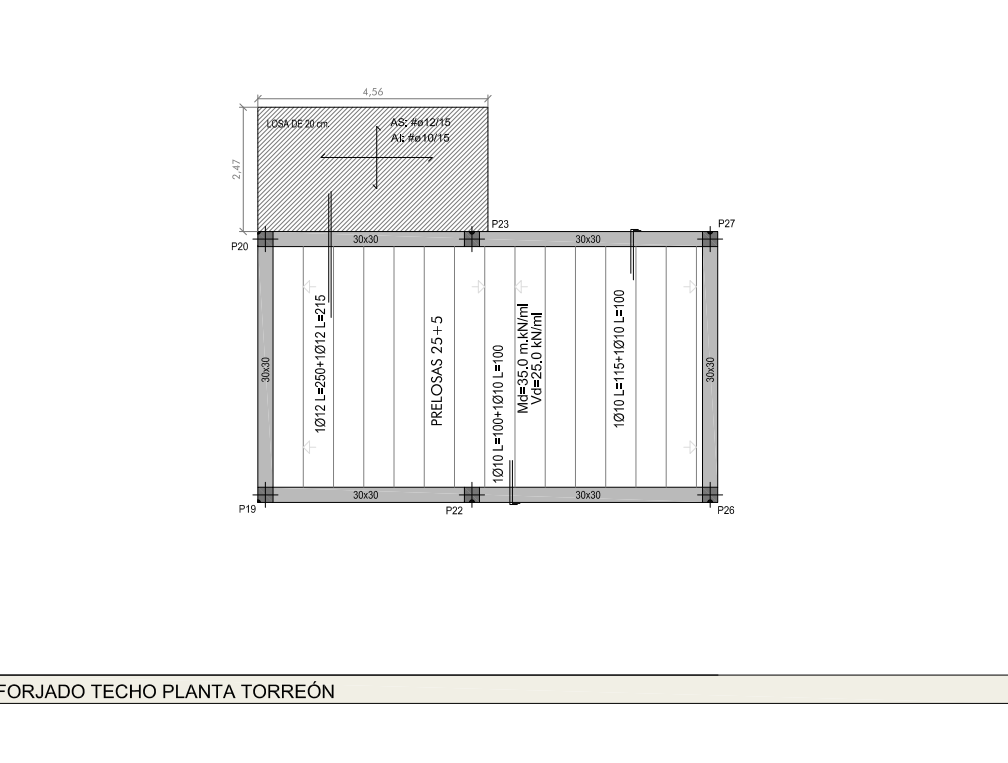 4,56
LOSA DE 20 cm.
AS: #ø12/15
AI: #ø10/15
2,47
P20
30x30
P23
30x30
P27
30x30
1Ø12 L=250+1Ø12 L=215
PRELOSAS 25+5
1Ø10 L=100+1Ø10 L=100
Md=35.0 m.kN/ml
Vd=25.0 kN/ml
1Ø10 L=115+1Ø10 L=100
30x30
P19
30x30
P22
30x30
P26
FORJADO TECHO PLANTA TORREÓN